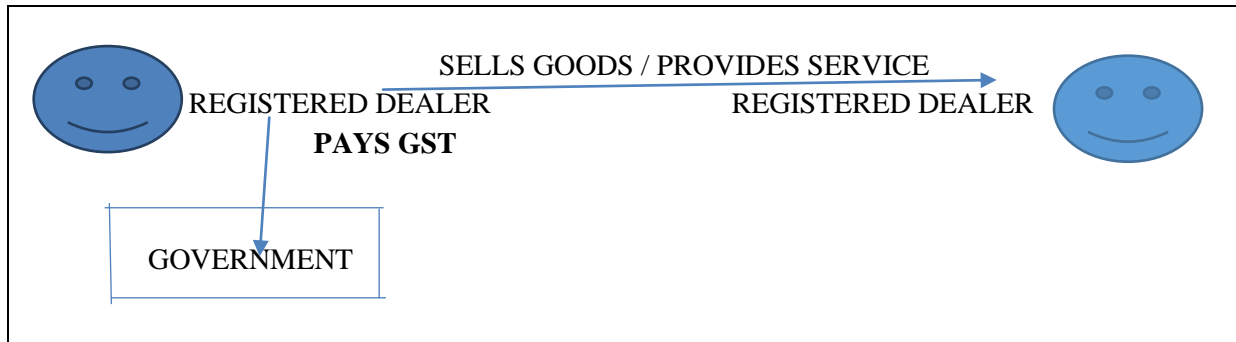 SELLS GOODS / PROVIDES SERVICE
REGISTERED DEALER REGISTERED DEALER
PAYS GST
GOVERNMENT